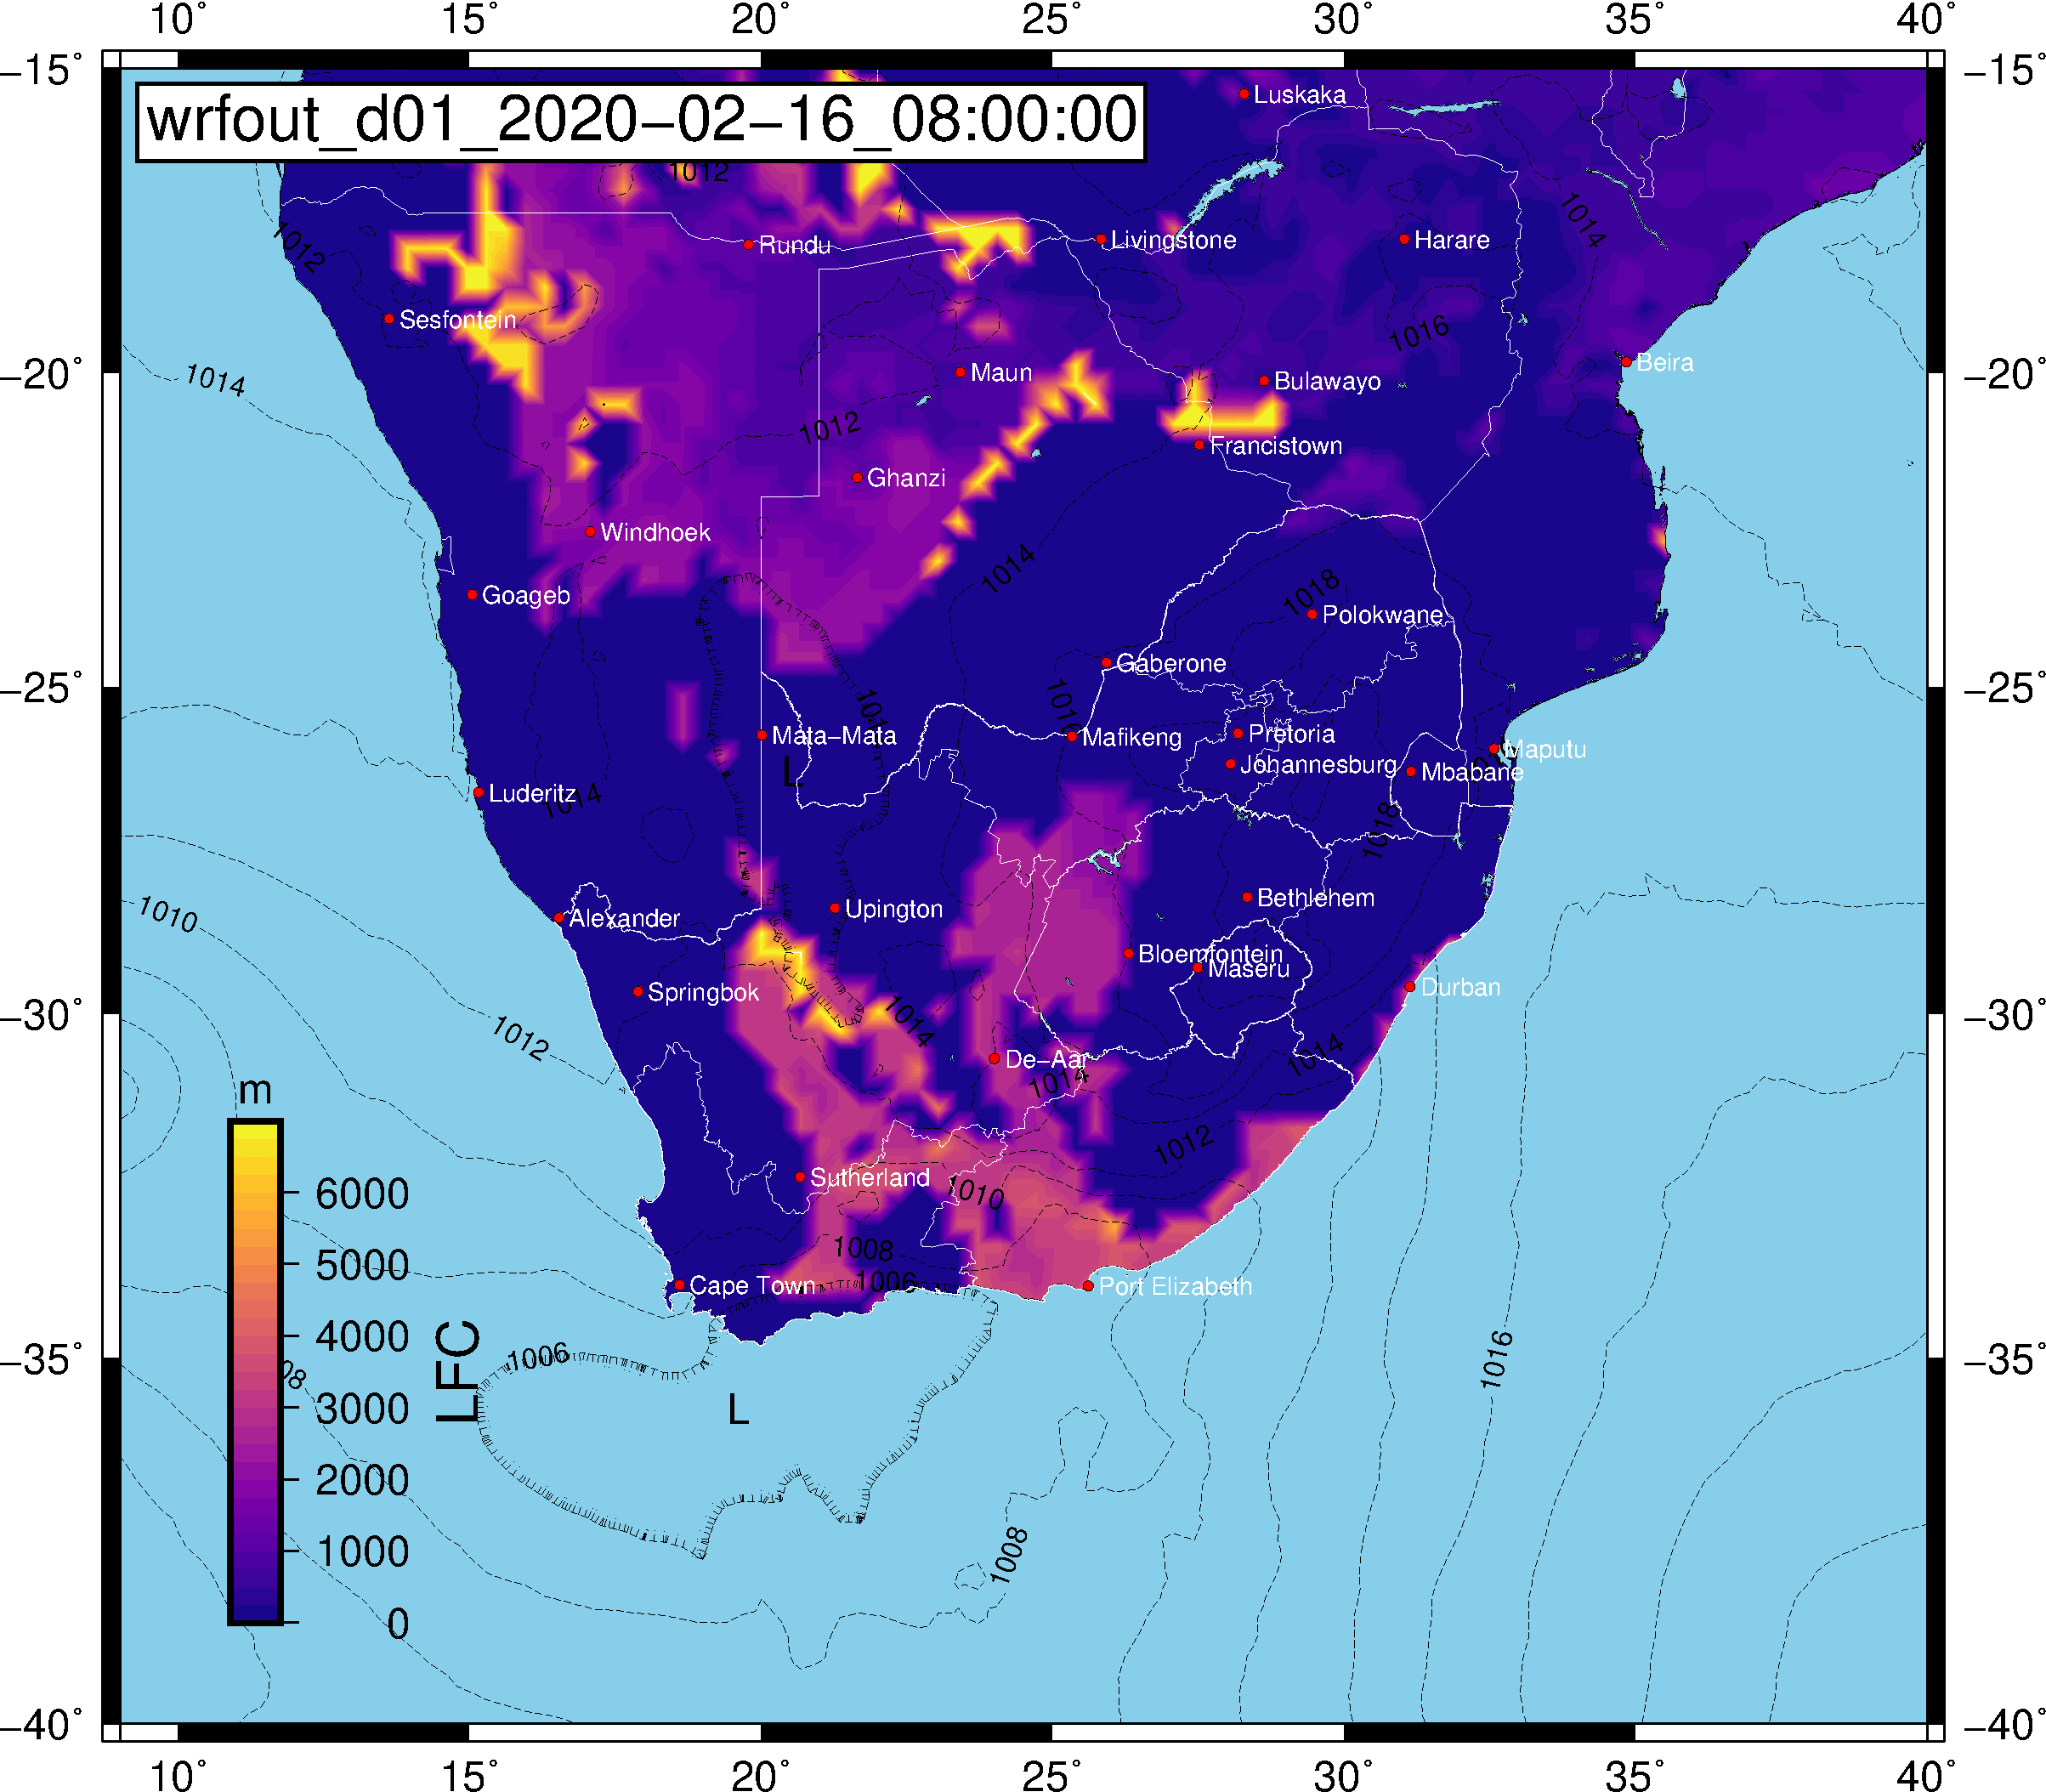 10° 15° 20° 25° 30° 35° 40°
-15° -15°
wrfout_d01_2020-02-16_08:00:00
Luskaka
1012
1014
1012
Rundu
Livingstone
Harare
Sesfontein
1016
Beira
-20° -20°
1014
Maun
Bulawayo
1012
Francistown
Ghanzi
Windhoek
1014
1018
Goageb
Polokwane
Gaberone
-25° -25°
1016
Mata-Mata
Mafikeng
Pretoria
Maputu
Johannesburg
Mbabane
L
Luderitz
1014
1018
Bethlehem
Upington
1010
Alexander
Bloemfontein
Maseru
Springbok
Durban
-30° -30°
1014
1012
De-Aar
1014
1014
m
1012
Sutherland
6000
1010
1008
5000
Cape Town
1006
Port Elizabeth
4000
LFC
1006
-35° -35°
1016
08
3000
L
2000
1000
1008
0
-40° -40°
10° 15° 20° 25° 30° 35° 40°